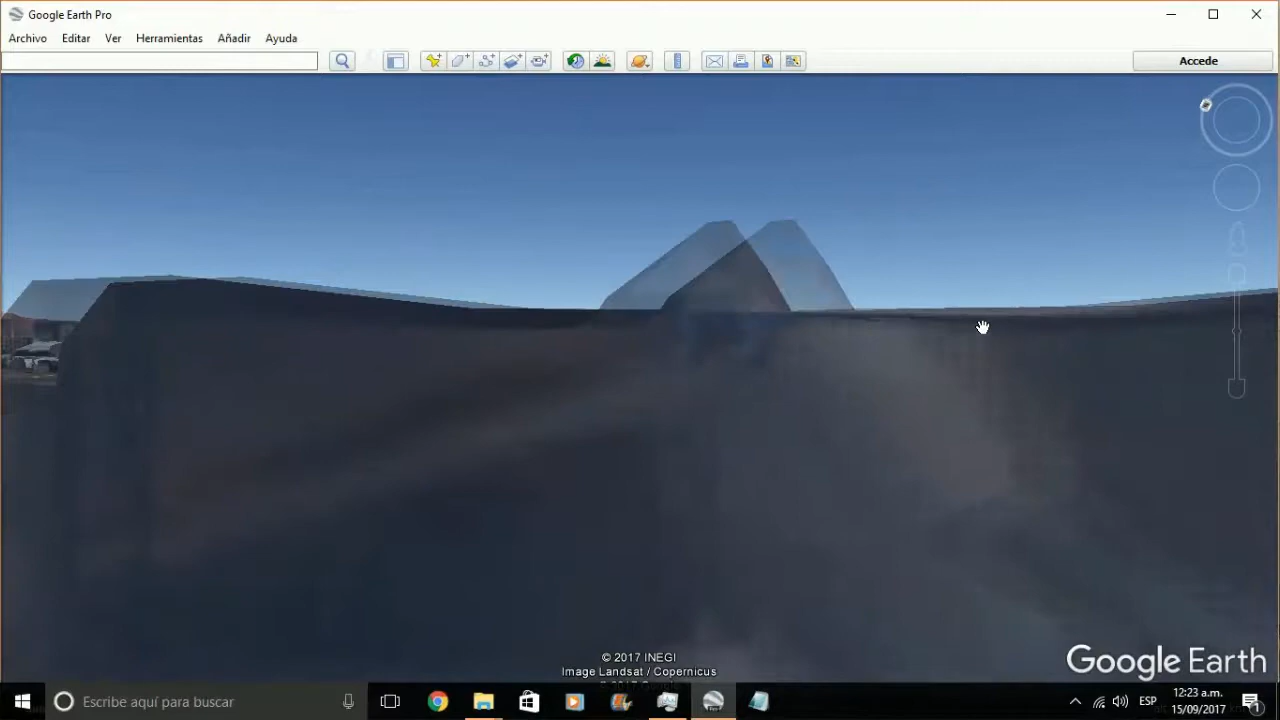 Google Earth Pro
Archivo Editar Ver Herramientas Añadir Ayuda
Accede
© 2017 INEGI
Image Landsat / Copernicus
Google Earth
Escribe aquí para buscar
ESP
12:23 a.m.
15/09/2017
1